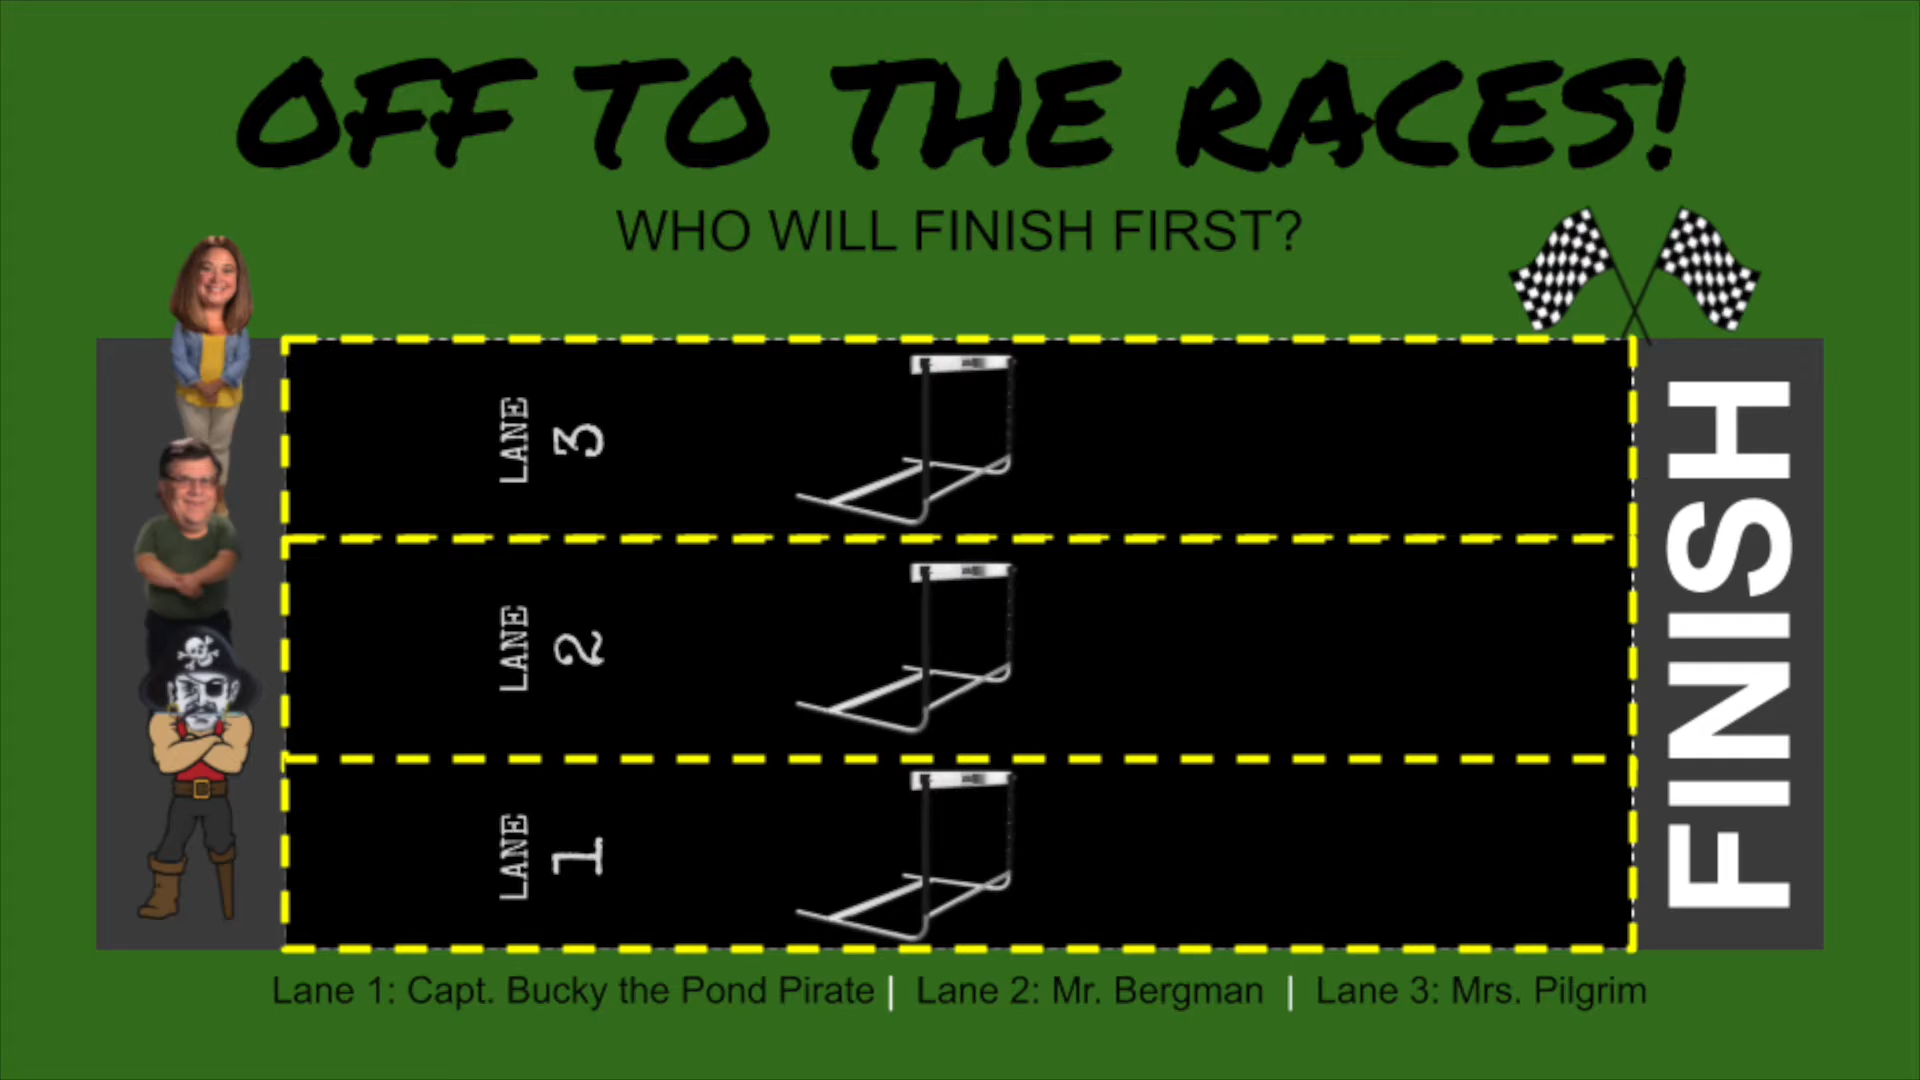 OFF TO THE RACES!
WHO WILL FINISH FIRST?
LANE
3
LANE
2
LANE
1
FINISH
Lane 1: Capt. Bucky the Pond Pirate | Lane 2: Mr. Bergman | Lane 3: Mrs. Pilgrim